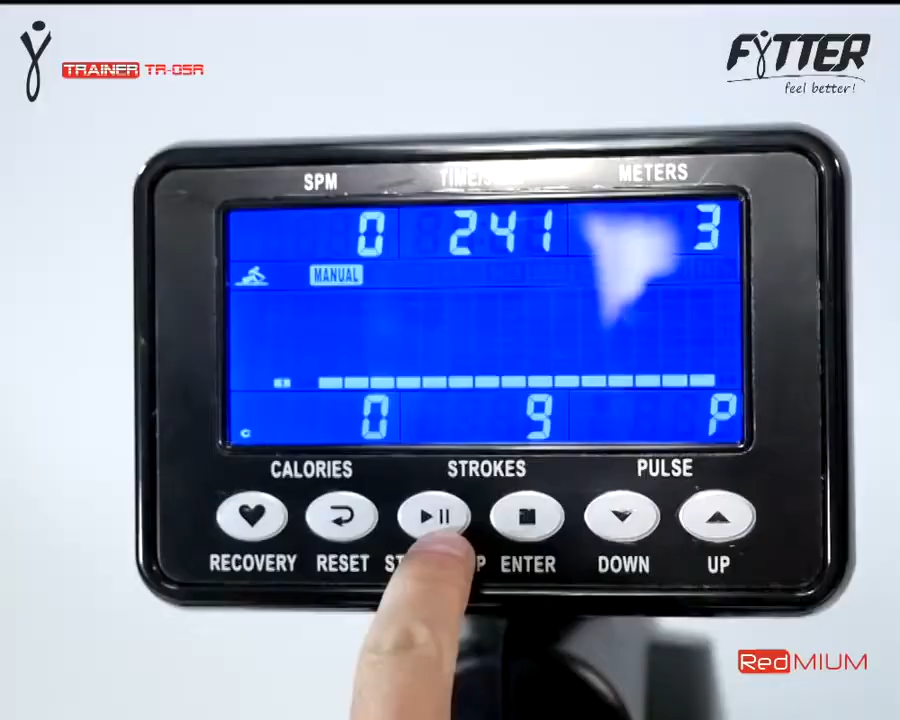 TRAINER TR-05R
FYTTER
feel better!
SPM
METERS
0
241
3
MANUAL
0
9
P
C
CALORIES
STROKES
PULSE
RECOVERY
RESET
ENTER
DOWN
UP
RedMIUM